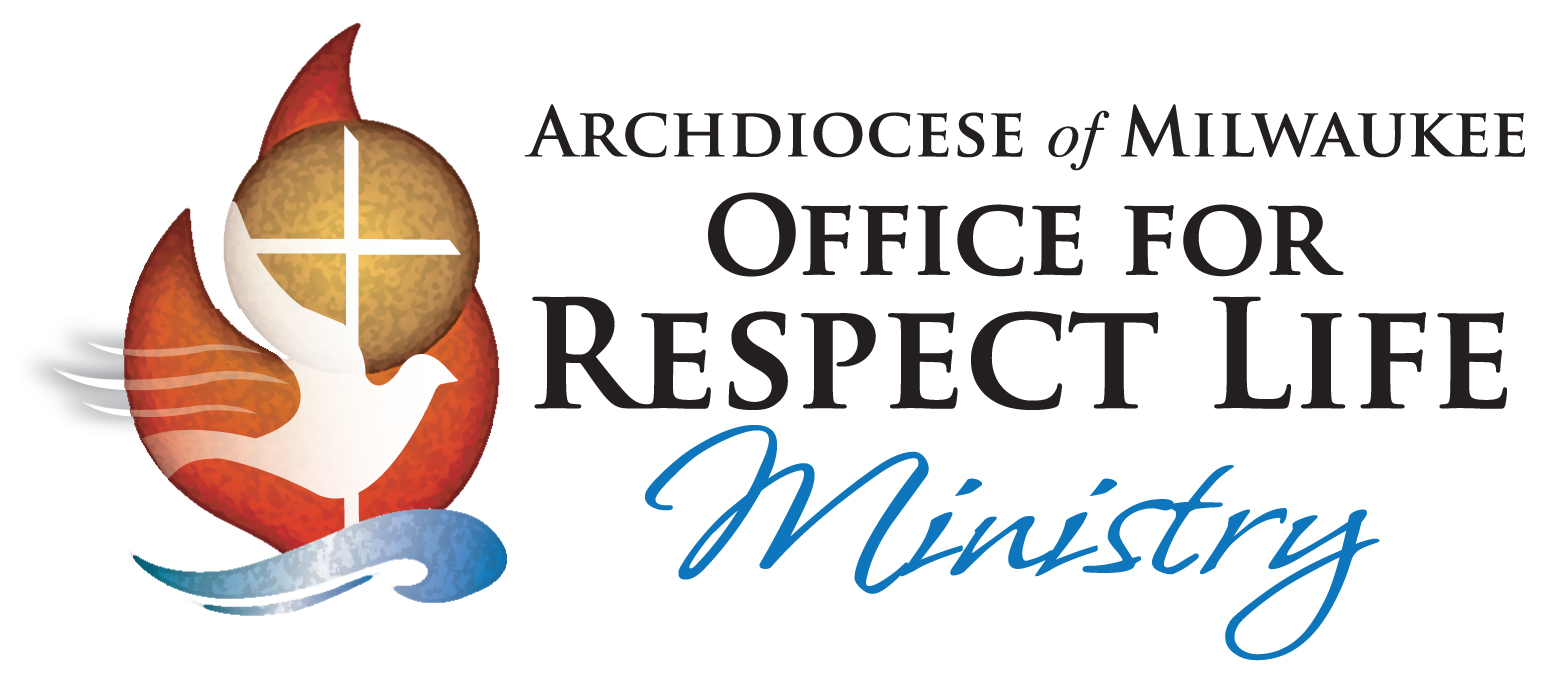 Archdiocese of Milwaukee
Office for
Respect Life
Ministry